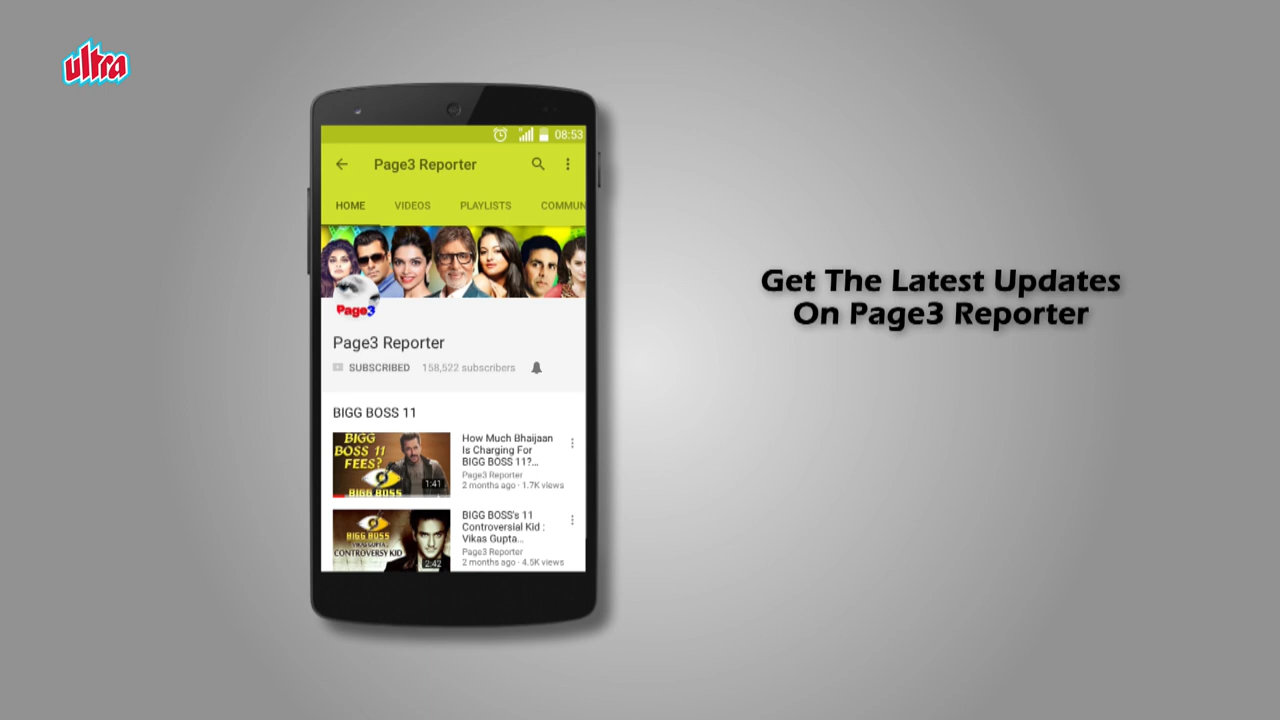 ultra
08:53
Page3 Reporter
HOME VIDEOS PLAYLISTS COMMUN
Page3
Page3 Reporter
SUBSCRIBED 158,522 subscribers
BIGG BOSS 11
BIGG
BOSS 11
FEES?
BIGG BOSS
1:41
How Much Bhaijaan
Is Charging For
BIGG BOSS 11?...
Page3 Reporter
2 months ago · 1.7K views
BIGG BOSS
VIKAS GUPTA
CONTROVERSY KID
2:42
BIGG BOSS's 11
Controversial Kid :
Vikas Gupta...
Page3 Reporter
2 months ago · 4.5K views
Get The Latest Updates
On Page3 Reporter